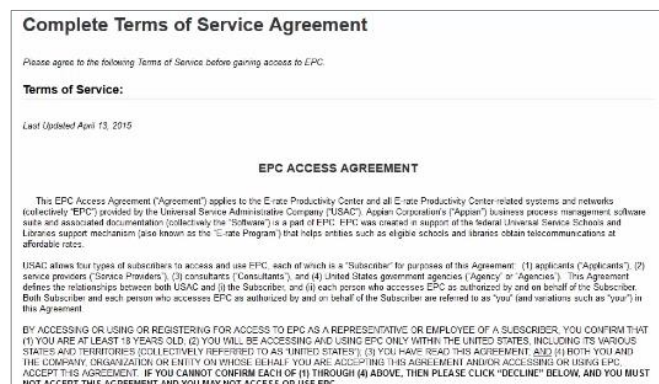 Complete Terms of Service Agreement
Please agree to the following Terms of Service before gaining access to EPC.
Terms of Service:
Last Updated April 13, 2015
EPC ACCESS AGREEMENT
This EPC Access Agreement ("Agreement") applies to the E-rate Productivity Center and all E-rate Productivity Center-related systems and networks
(collectively "EPC") provided by the Universal Service Administrative Company ("USAC"). Appian Corporation's ("Appian") business process management software
suite and associated documentation (collectively the "Software") is a part of EPC. EPC was created in support of the federal Universal Service Schools and
Libraries support mechanism (also known as the "E-rate Program") that helps entities such as eligible schools and libraries obtain telecommunications at
affordable rates.
USAC allows four types of subscribers to access and use EPC, each of which is a "Subscriber" for purposes of this Agreement: (1) applicants ("Applicants"), (2)
service providers ("Service Providers"), (3) consultants ("Consultants"), and (4) United States government agencies ("Agency" or "Agencies"). This Agreement
defines the relationships between both USAC and (i) the Subscriber, and (ii) each person who accesses EPC as authorized by and on behalf of the Subscriber.
Both Subscriber and each person who accesses EPC as authorized by and on behalf of the Subscriber are referred to as "you" (and variations such as "your") in
this Agreement.
BY ACCESSING OR USING OR REGISTERING FOR ACCESS TO EPC AS A REPRESENTATIVE OR EMPLOYEE OF A SUBSCRIBER, YOU CONFIRM THAT
(1) YOU ARE AT LEAST 18 YEARS OLD; (2) YOU WILL BE ACCESSING AND USING EPC ONLY WITHIN THE UNITED STATES, INCLUDING ITS VARIOUS
STATES AND TERRITORIES (COLLECTIVELY REFERRED TO AS "UNITED STATES"); (3) YOU HAVE READ THIS AGREEMENT; AND (4) BOTH YOU AND
THE COMPANY, ORGANIZATION OR ENTITY ON WHOSE BEHALF YOU ARE ACCEPTING THIS AGREEMENT AND/OR ACCESSING OR USING EPC,
ACCEPT THIS AGREEMENT. IF YOU CANNOT CONFIRM EACH OF (1) THROUGH (4) ABOVE, THEN PLEASE CLICK "DECLINE" BELOW, AND YOU MUST
NOT ACCEPT THIS AGREEMENT AND YOU MAY NOT ACCESS OR USE EPC.